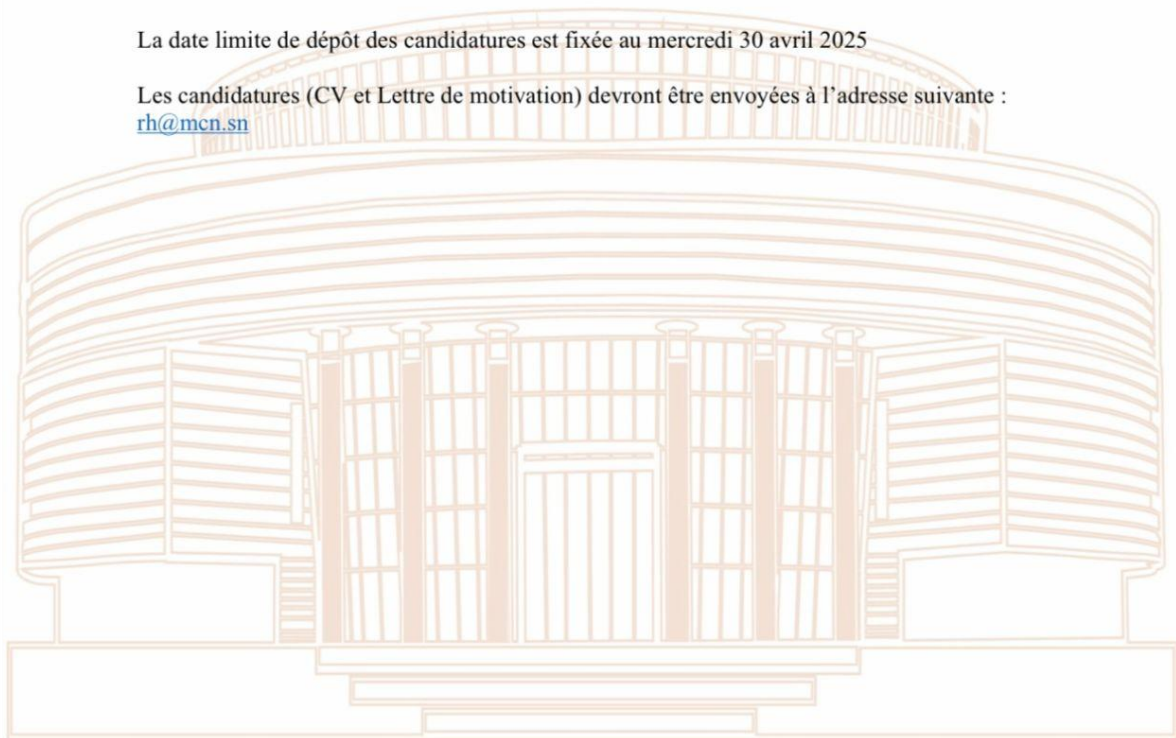 La date limite de dépôt des candidatures est fixée au mercredi 30 avril 2025
Les candidatures (CV et Lettre de motivation) devront être envoyées à l’adresse suivante :
rh@mcn.sn